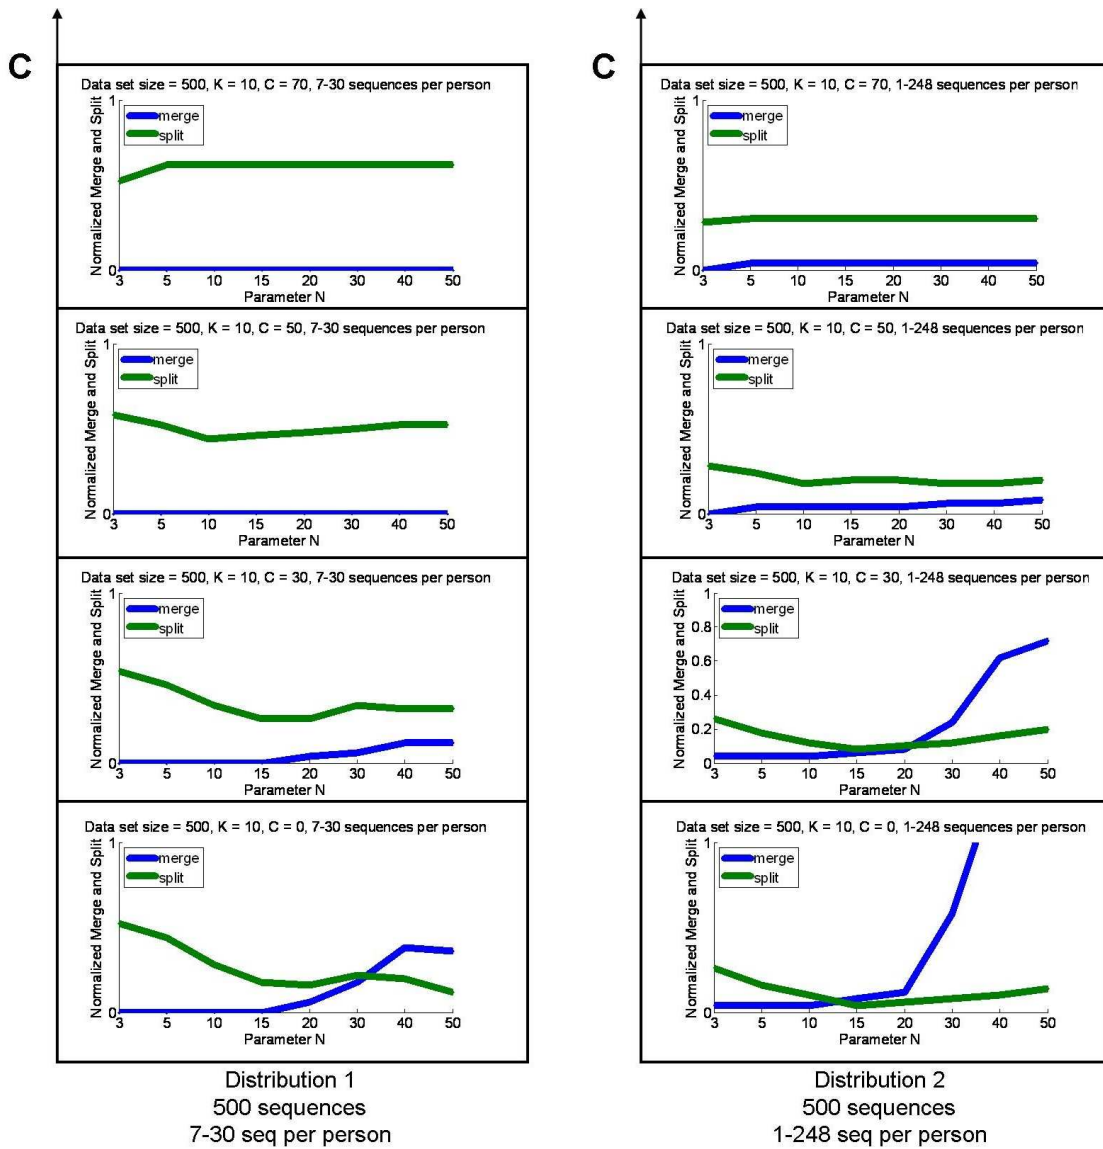 C
Data set size = 500, K = 10, C = 70, 7-30 sequences per person
1
merge
split
Normalized Merge and Split
0
3 5 10 15 20 30 40 50
Parameter N
Data set size = 500, K = 10, C = 50, 7-30 sequences per person
1
merge
split
Normalized Merge and Split
0
3 5 10 15 20 30 40 50
Parameter N
Data set size = 500, K = 10, C = 30, 7-30 sequences per person
1
merge
split
Normalized Merge and Split
0
3 5 10 15 20 30 40 50
Parameter N
Data set size = 500, K = 10, C = 0, 7-30 sequences per person
1
merge
split
Normalized Merge and Split
0
3 5 10 15 20 30 40 50
Parameter N
Distribution 1
500 sequences
7-30 seq per person
C
Data set size = 500, K = 10, C = 70, 1-248 sequences per person
1
merge
split
Normalized Merge and Split
0
3 5 10 15 20 30 40 50
Parameter N
Data set size = 500, K = 10, C = 50, 1-248 sequences per person
1
merge
split
Normalized Merge and Split
0
3 5 10 15 20 30 40 50
Parameter N
Data set size = 500, K = 10, C = 30, 1-248 sequences per person
1
merge
0.8
split
0.6
Normalized Merge and Split
0.4
0.2
0
3 5 10 15 20 30 40 50
Parameter N
Data set size = 500, K = 10, C = 0, 1-248 sequences per person
1
merge
split
Normalized Merge and Split
0
3 5 10 15 20 30 40 50
Parameter N
Distribution 2
500 sequences
1-248 seq per person